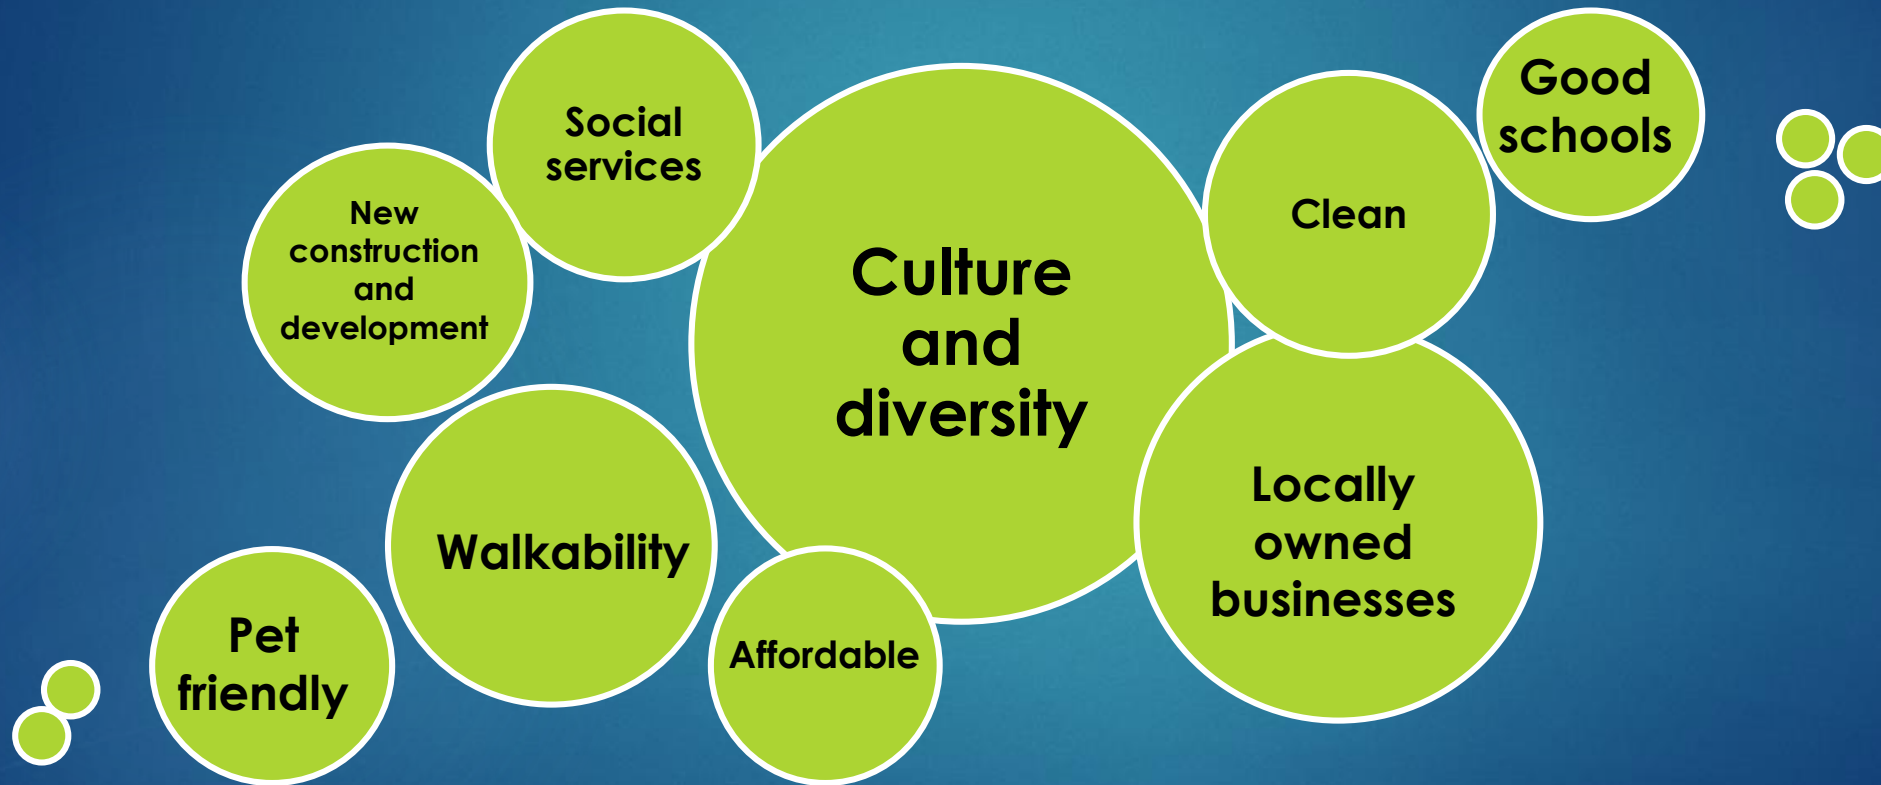 Social
services
Good
schools
New
construction
and
development
Clean
Culture
and
diversity
Walkability
Locally
owned
businesses
Pet
friendly
Affordable